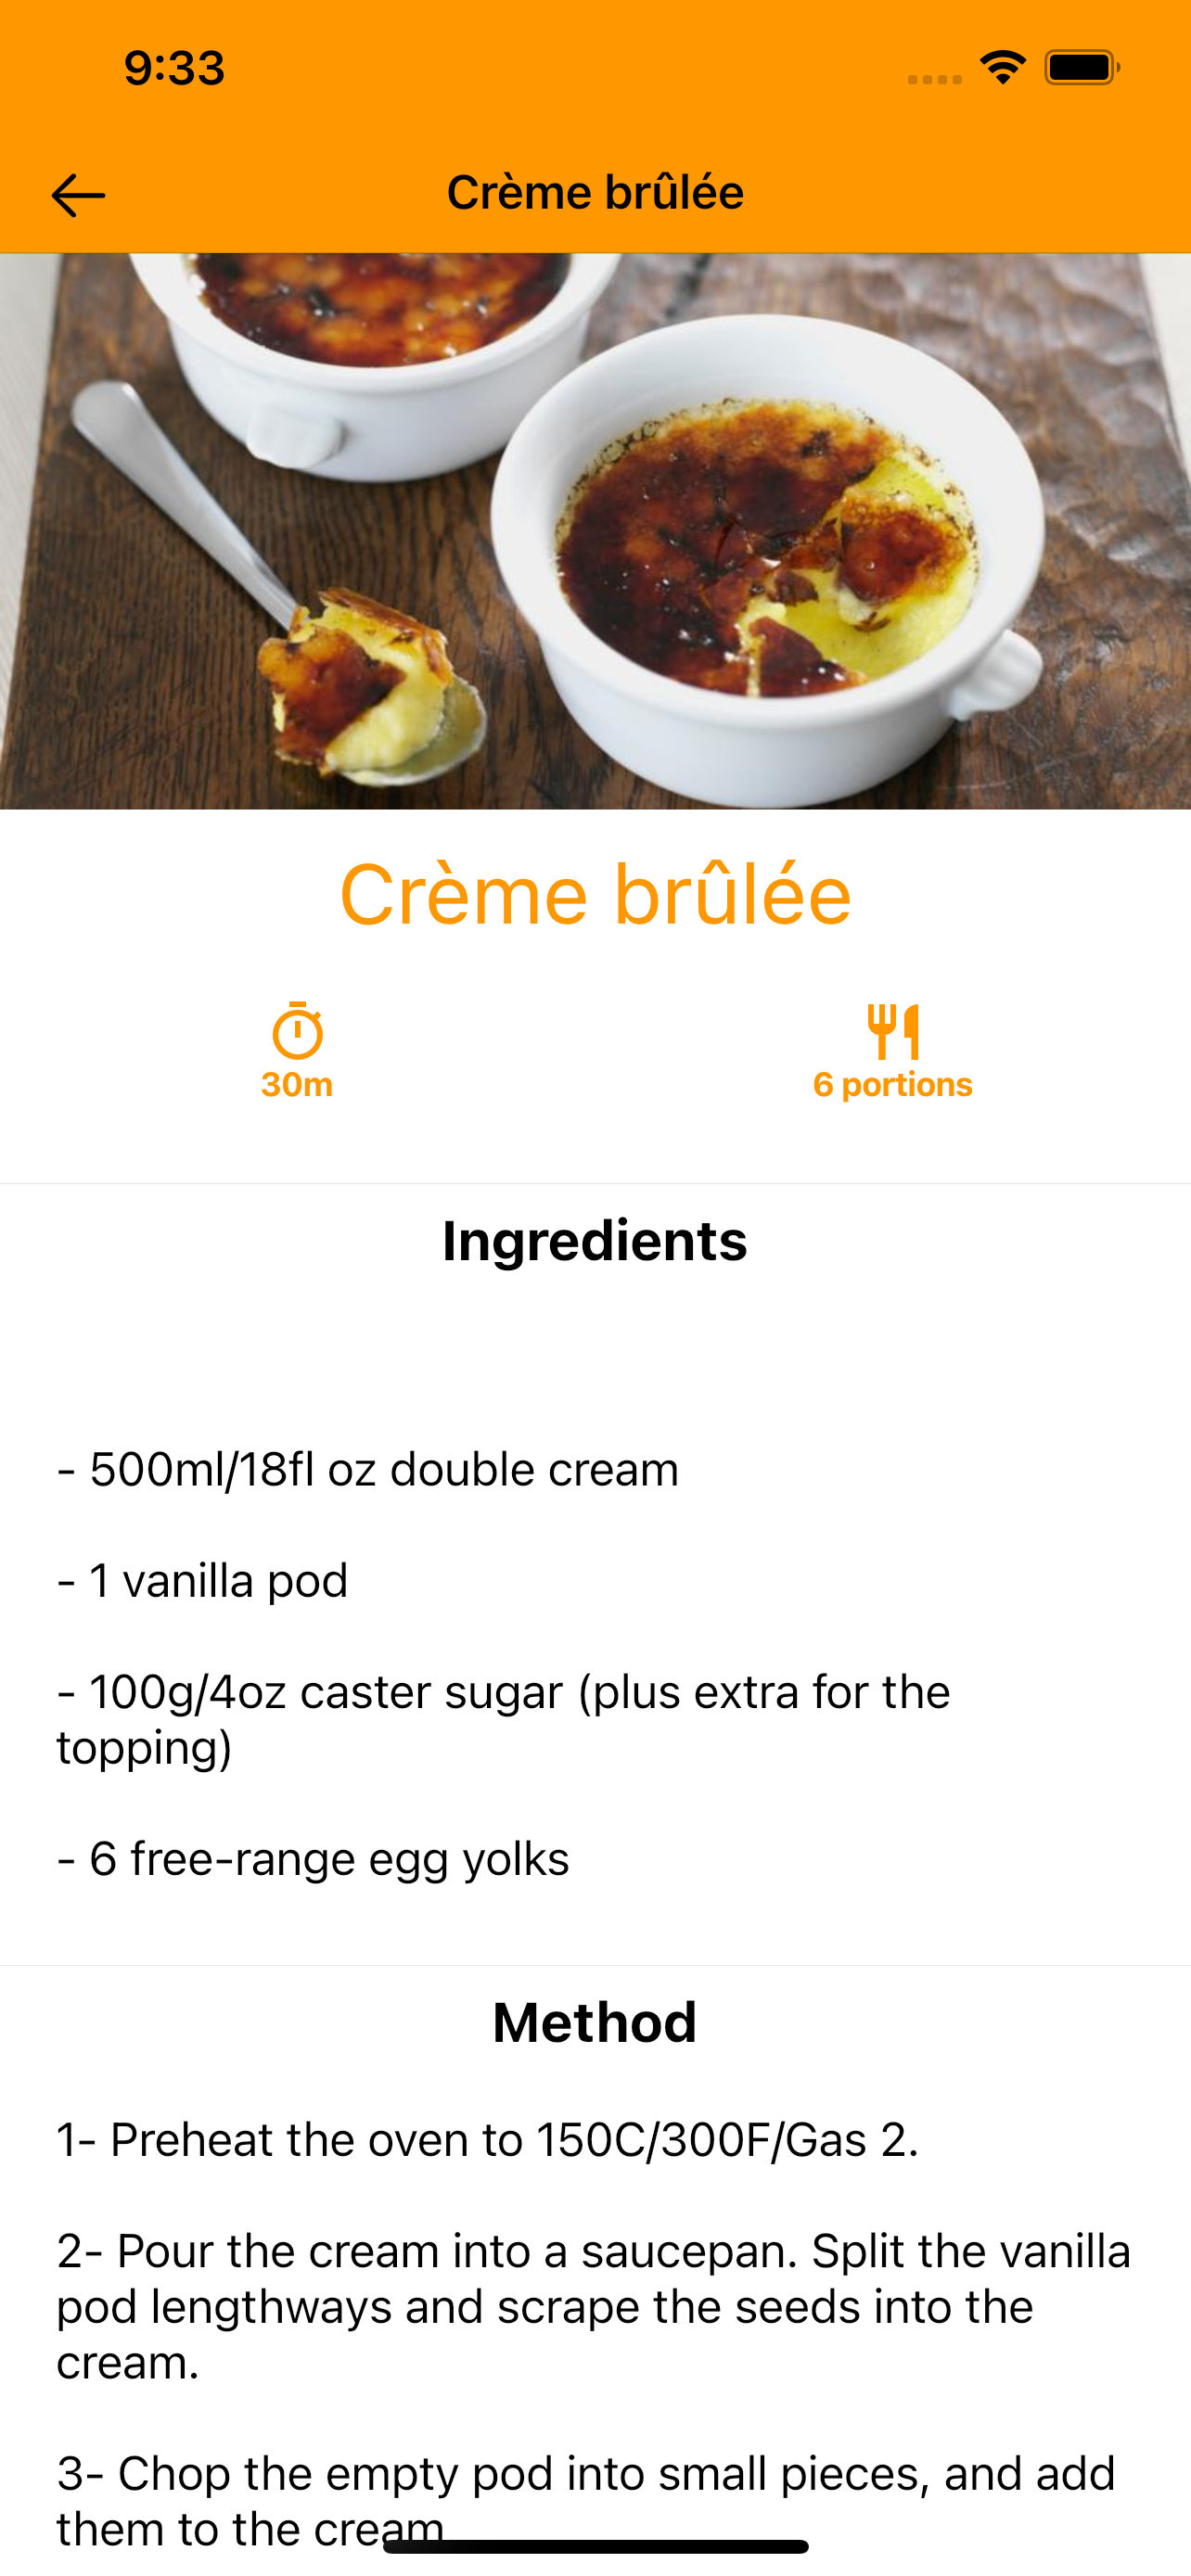 9:33
Crème brûlée
Crème brûlée
30m
6 portions
Ingredients
- 500ml/18fl oz double cream
- 1 vanilla pod
- 100g/4oz caster sugar (plus extra for the
topping)
- 6 free-range egg yolks
Method
1- Preheat the oven to 150C/300F/Gas 2.
2- Pour the cream into a saucepan. Split the vanilla
pod lengthways and scrape the seeds into the
cream.
3- Chop the empty pod into small pieces, and add
them to the cream